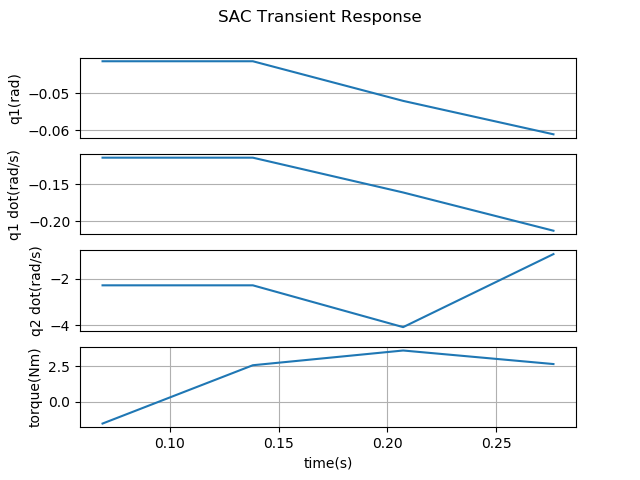 SAC Transient Response
q1(rad)
−0.05
−0.06
q1 dot(rad/s)
−0.15
−0.20
q2 dot(rad/s)
−2
−4
torque(Nm)
2.5
0.0
0.10 0.15 0.20 0.25
time(s)